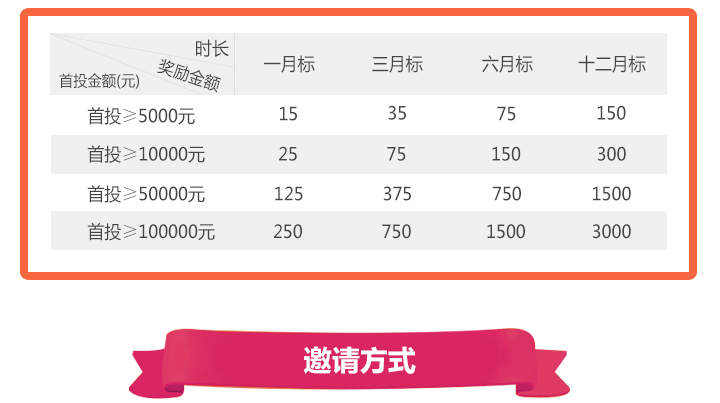 时长
奖励金额
首投金额(元)
一月标 三月标 六月标 十二月标
首投≥5000元 15 35 75 150
首投≥10000元 25 75 150 300
首投≥50000元 125 375 750 1500
首投≥100000元 250 750 1500 3000
邀请方式